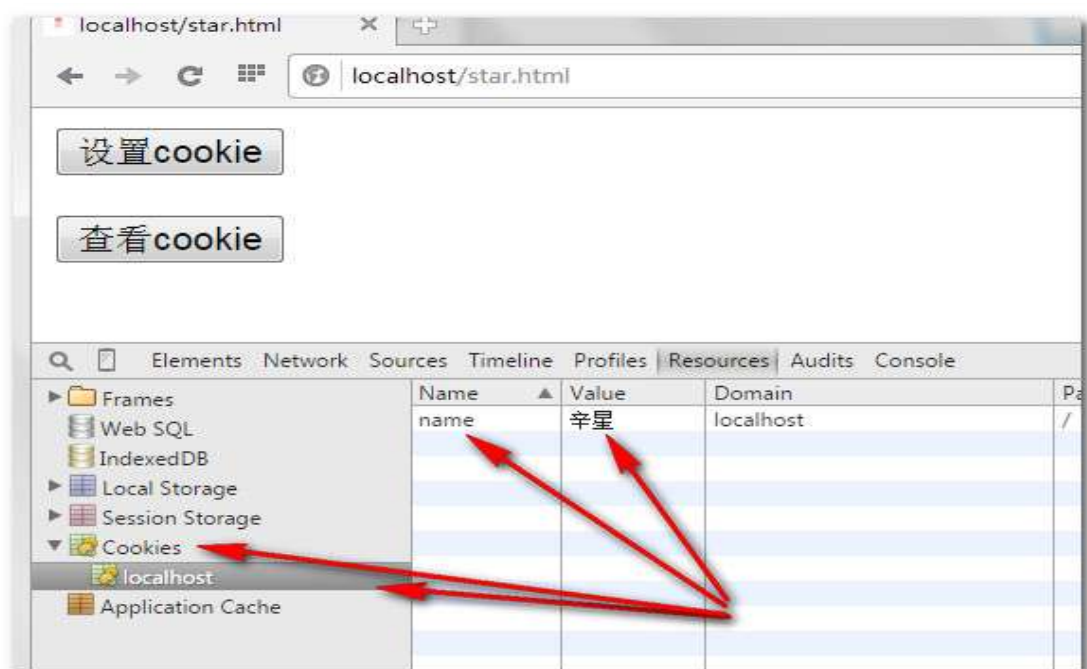 localhost/star.html
localhost/star.html
设置cookie
查看cookie
Elements Network Sources Timeline Profiles Resources Audits Console
Name Value Domain
name 辛星 localhost /
Frames
Web SQL
IndexedDB
Local Storage
Session Storage
Cookies
localhost
Application Cache